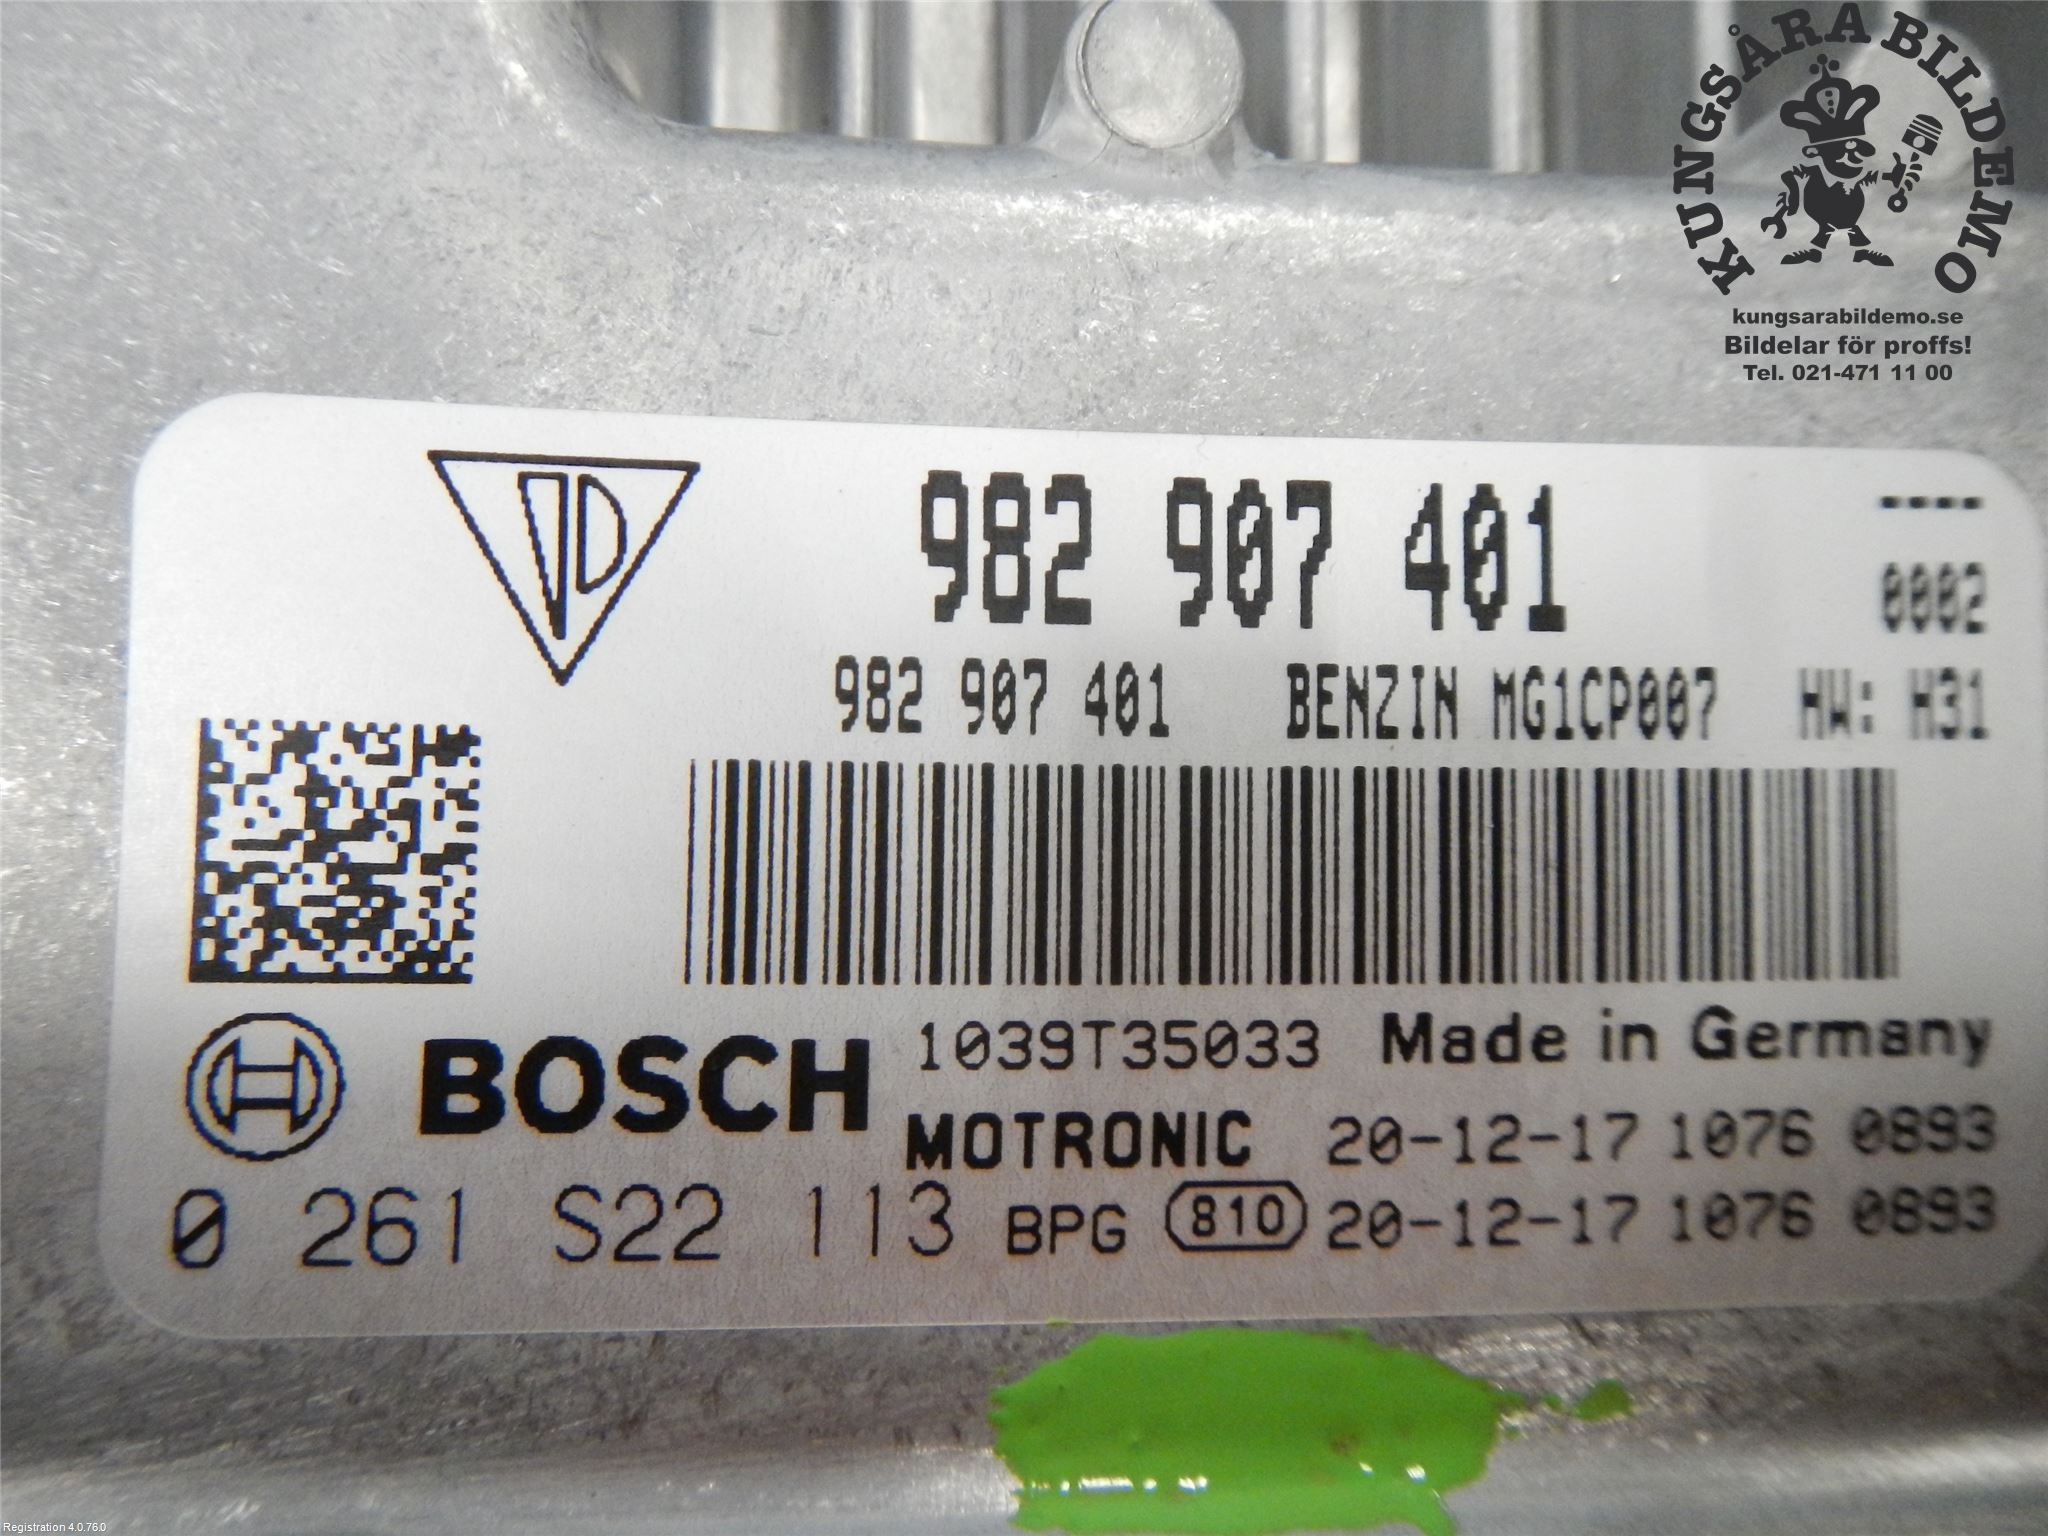 KUNGSÅRA BILDEMO
kungsarabildemo.se
Bildelar för proffs!
Tel. 021-471 11 00
982 907 401 ----
0002
982 907 401 BENZIN MG1CP007 HW: H31
BOSCH 1039T35033 Made in Germany
MOTRONIC 20-12-17 1076 0893
0 261 S22 113 BPG 810 20-12-17 1076 0893
Registration 4.0.76.0